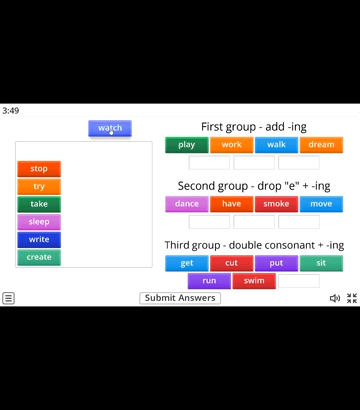 3:49
watch
First group - add -ing
play work walk dream
stop
try
Second group - drop "e" + -ing
take
dance have smoke move
sleep
write
Third group - double consonant + -ing
create
get cut put sit
run swim
Submit Answers